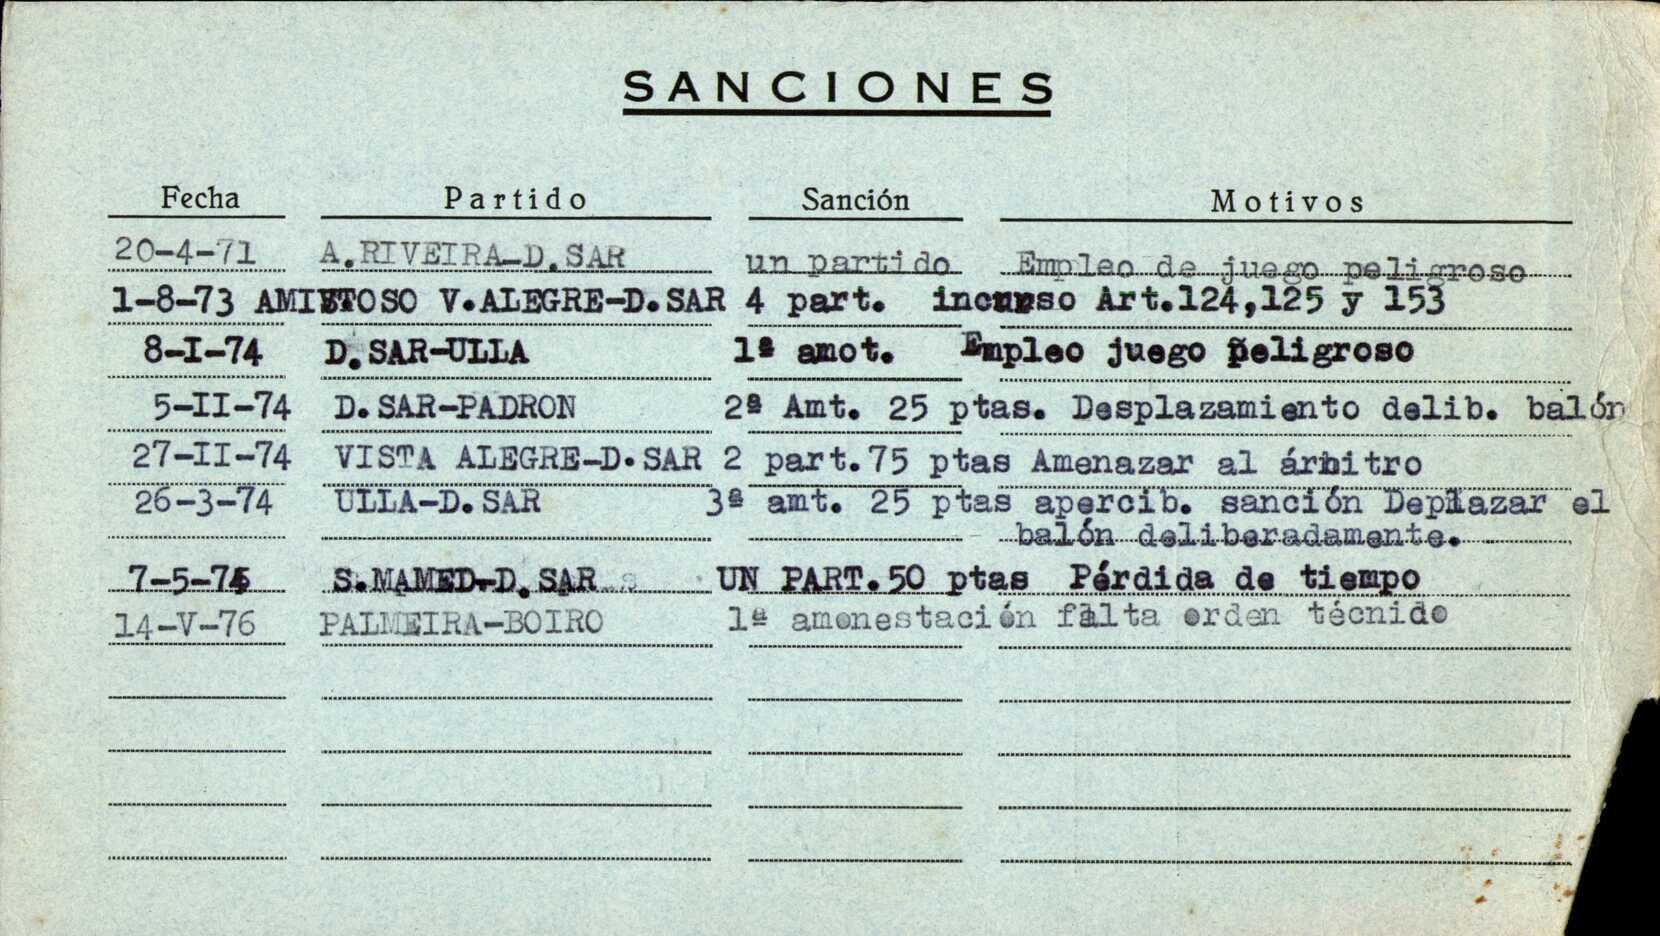 SANCIONES
Fecha Partido Sanción Motivos
20-4-71 A.RIVEIRA-D.SAR un partido Empleo de juego peligroso
1-8-73 AMISTOSO V.ALEGRE-D.SAR 4 part. incurso Art.124,125 y 153
8-I-74 D.SAR-ULLA 1ª amot. Empleo juego peligroso
5-II-74 D.SAR-PADRON 2ª Amt. 25 ptas. Desplazamiento delib. balón
27-II-74 VISTA ALEGRE-D.SAR 2 part.75 ptas Amenazar al árbitro
26-3-74 ULLA-D.SAR 3ª amt. 25 ptas apercib. sanción Deplazar el
balón deliberadamente.
7-5-75 S.MAMED-D.SAR UN PART.50 ptas Pérdida de tiempo
14-V-76 PALMEIRA-BOIRO 1ª amonestación falta orden técnido